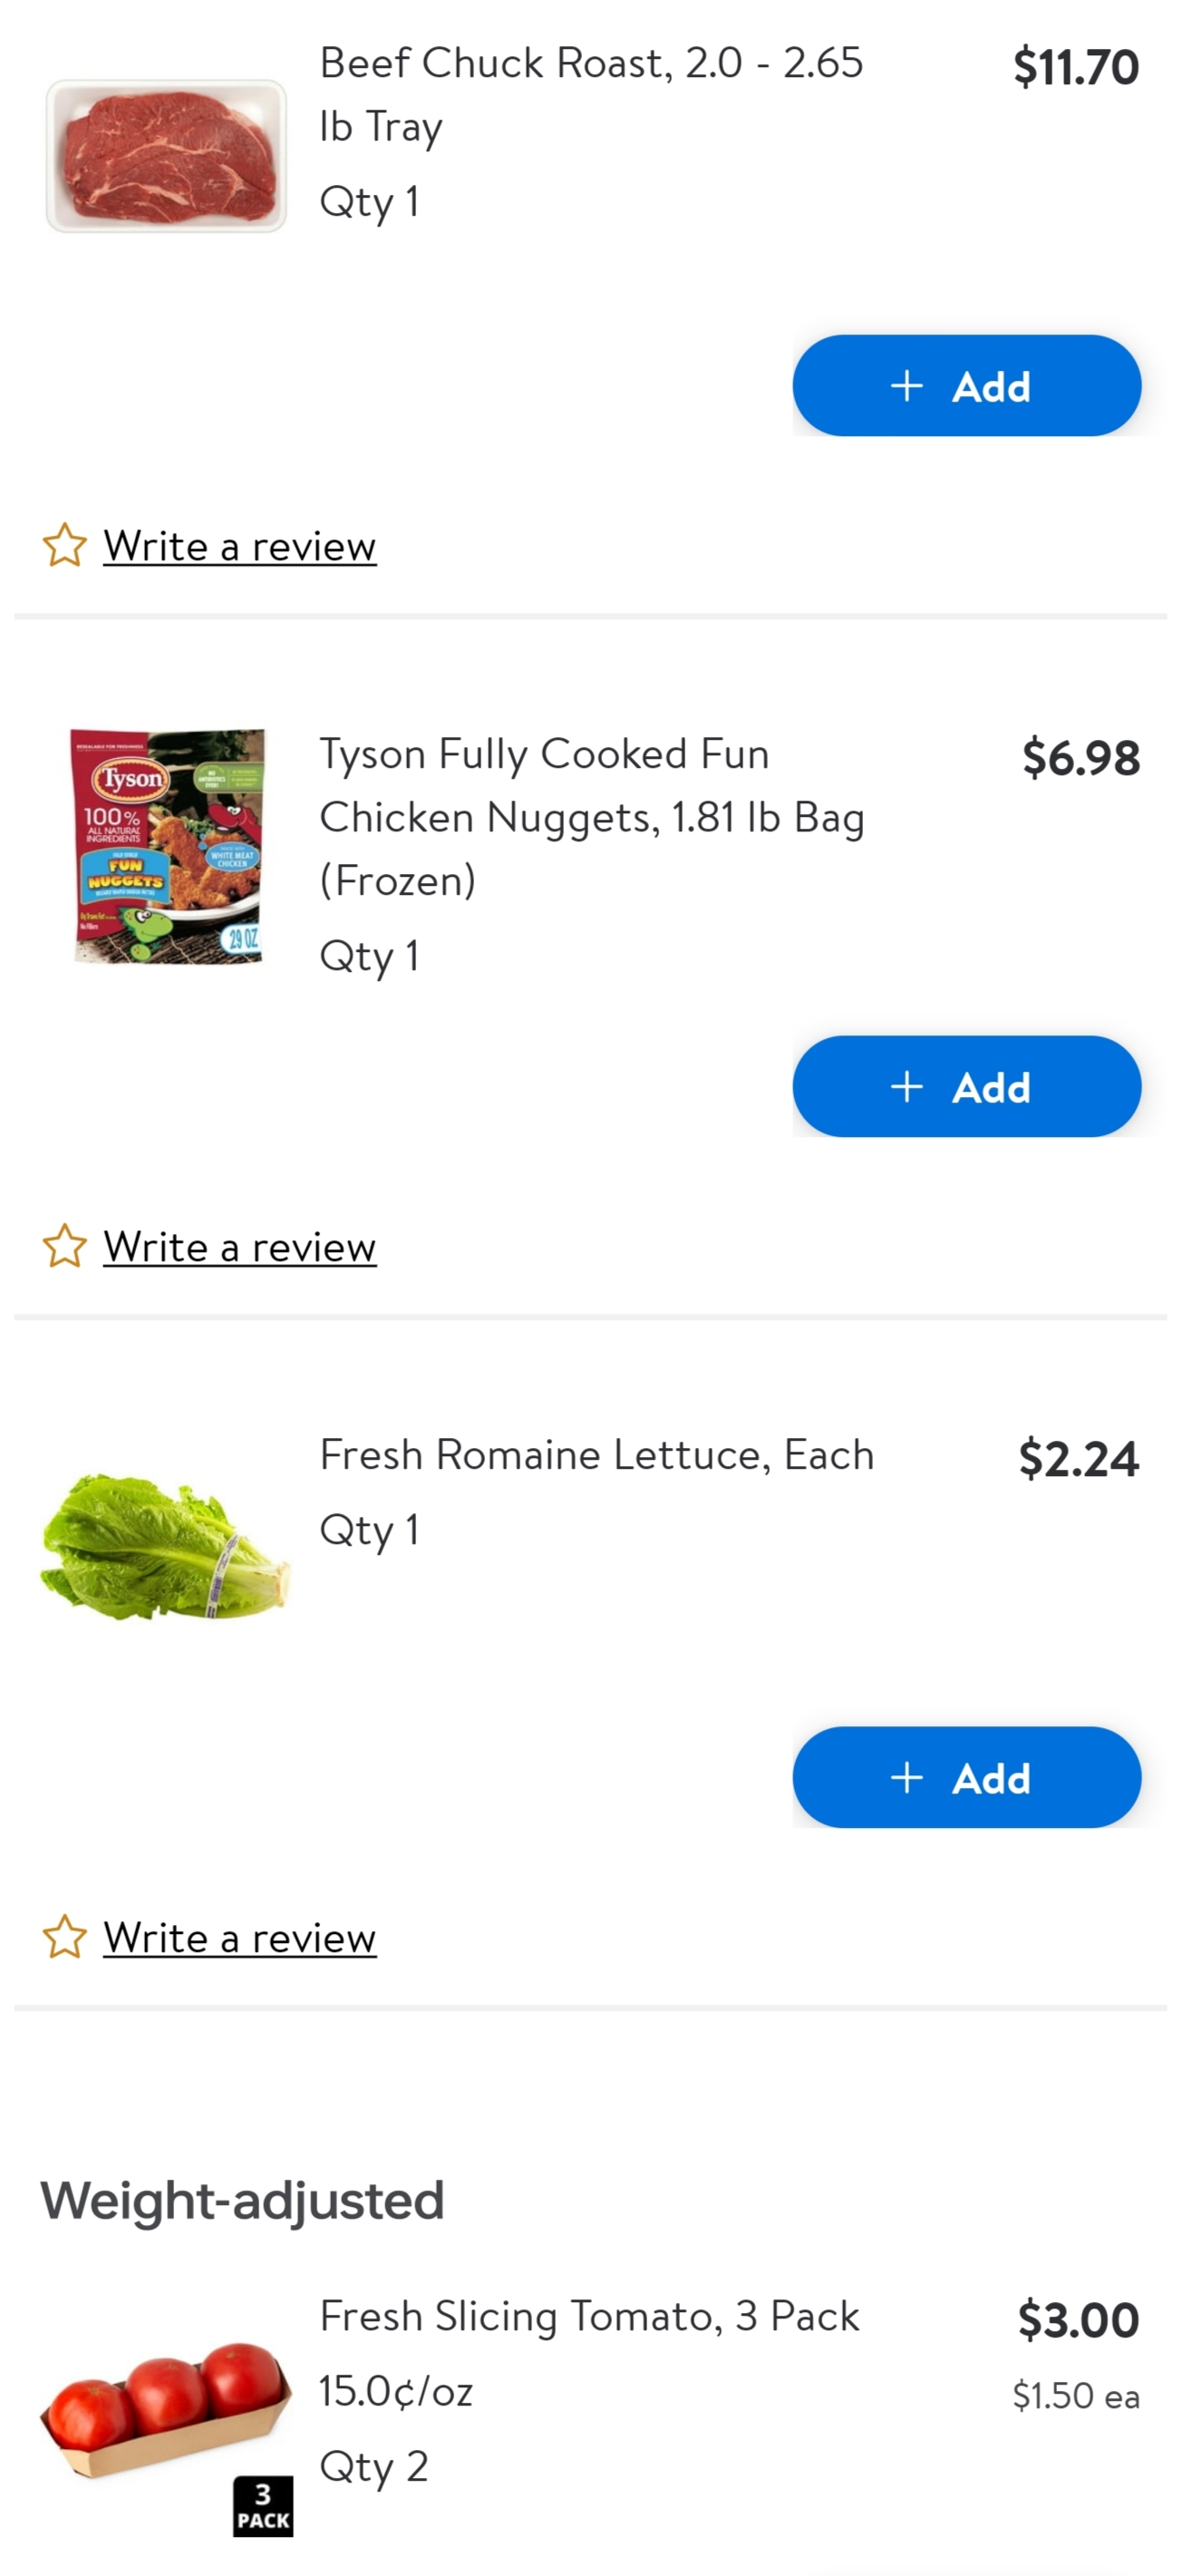 Beef Chuck Roast, 2.0 - 2.65
lb Tray
$11.70
Qty 1
+ Add
Write a review
Tyson Fully Cooked Fun
Chicken Nuggets, 1.81 lb Bag
(Frozen)
$6.98
Qty 1
Tyson
100%
ALL NATURAL
INGREDIENTS
FUN
NUGGETS
WHITE MEAT
CHICKEN
29 OZ
+ Add
Write a review
Fresh Romaine Lettuce, Each
$2.24
Qty 1
+ Add
Write a review
Weight-adjusted
Fresh Slicing Tomato, 3 Pack
$3.00
15.0¢/oz
$1.50 ea
Qty 2
3
PACK